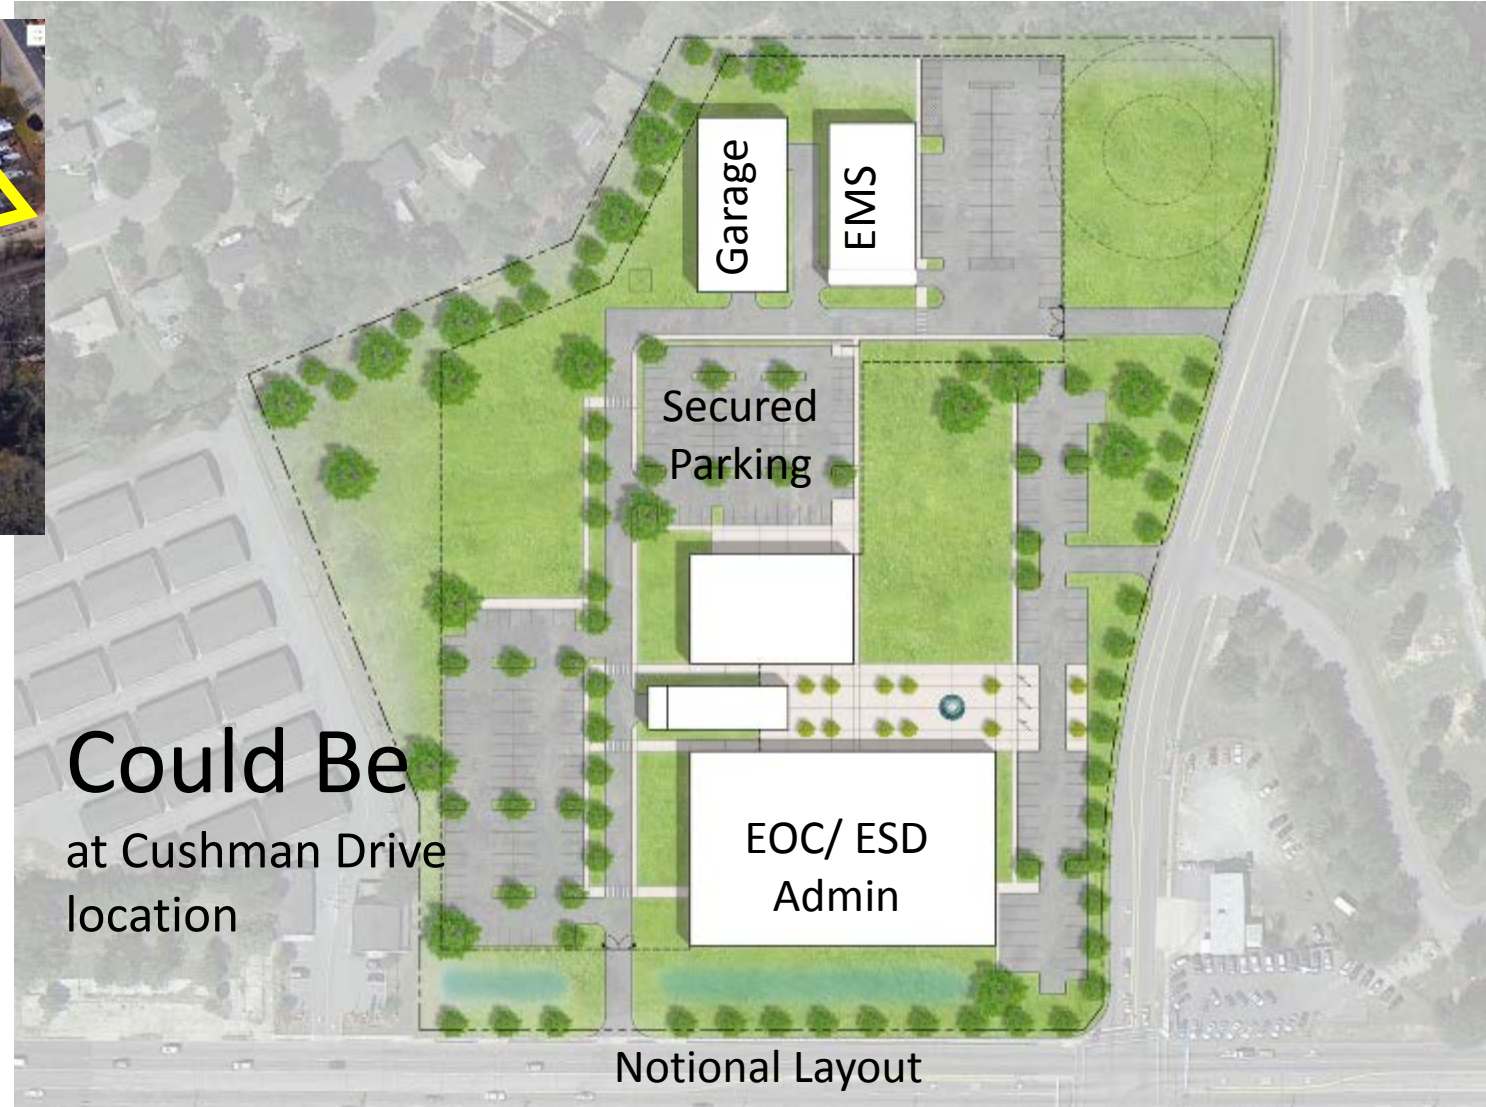 Garage
EMS
Secured
Parking
Could Be
at Cushman Drive
location
EOC/ ESD
Admin
Notional Layout